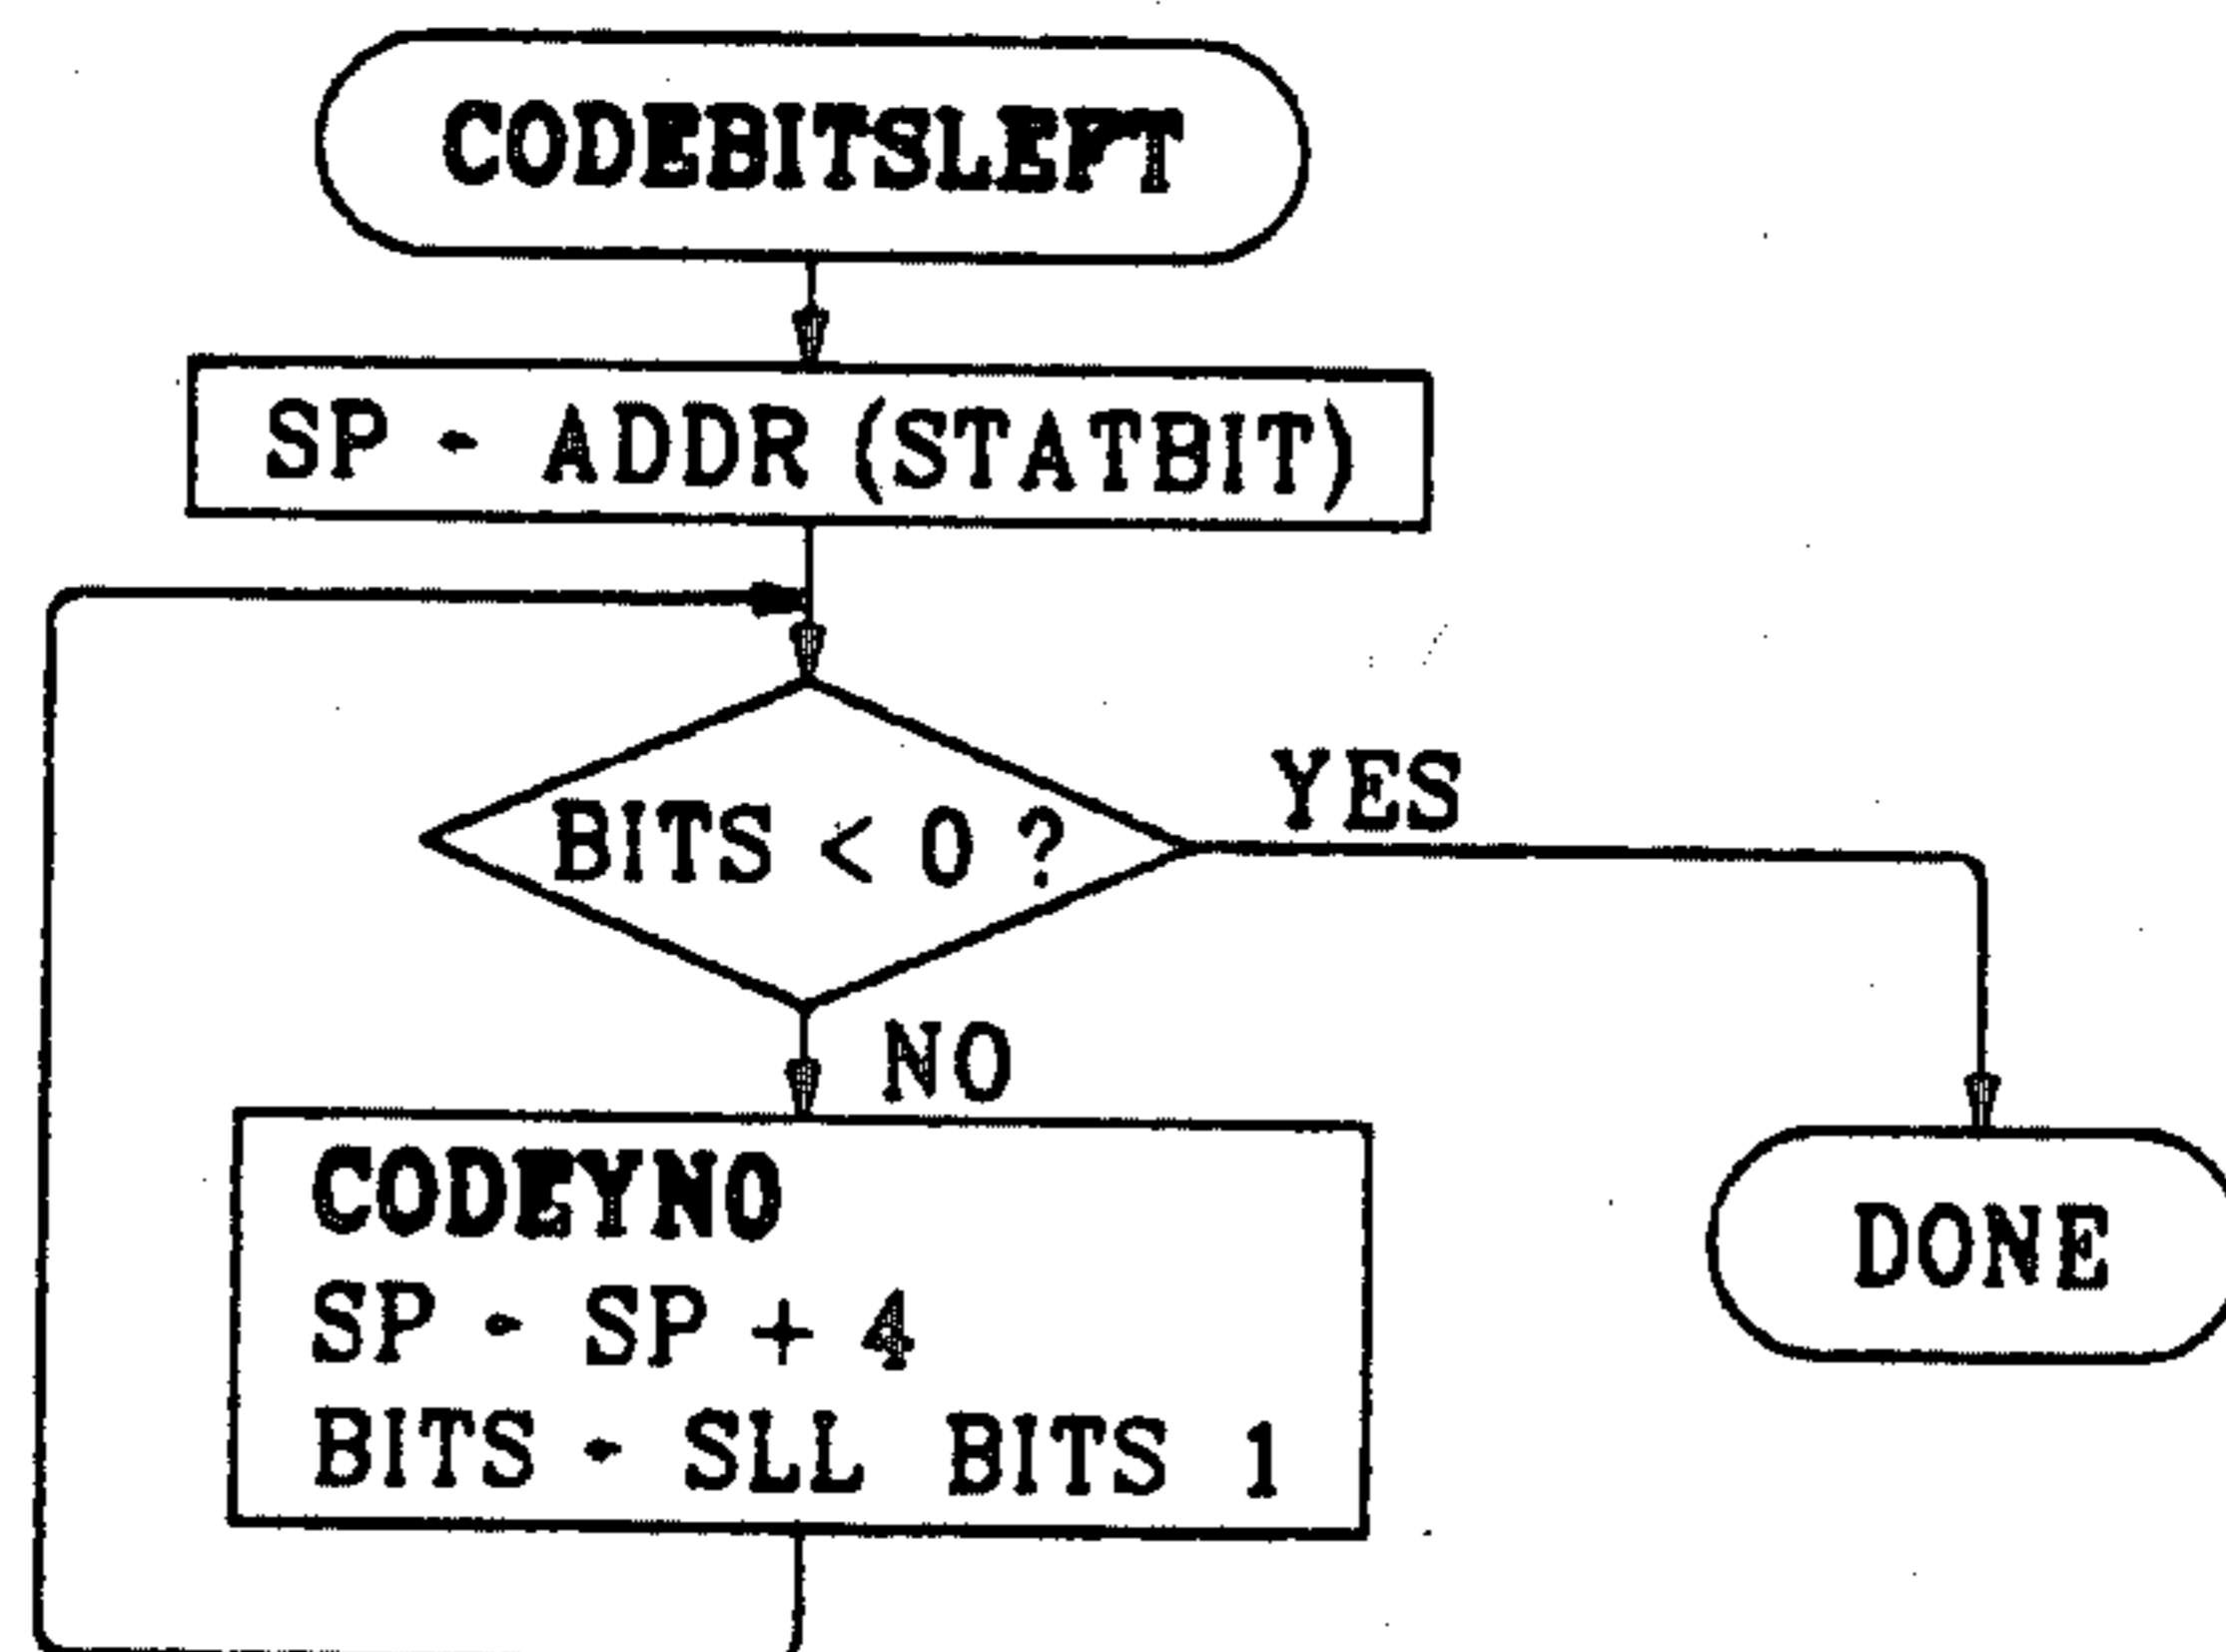 CODEBITSLEFT
SP - ADDR (STATBIT)
BITS < 0 ?
YES
NO
CODEYNO
SP - SP + 4
BITS - SLL BITS 1
DONE